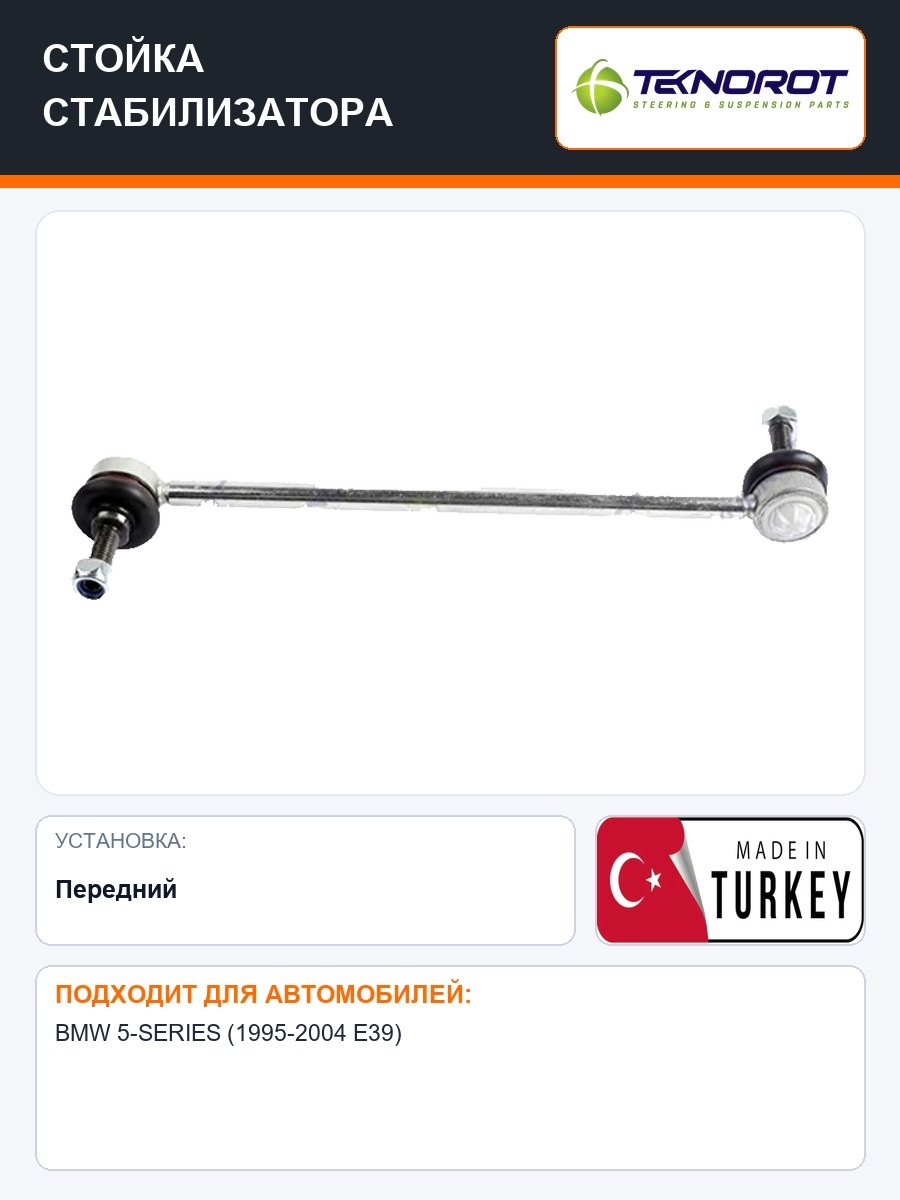 СТОЙКА
СТАБИЛИЗАТОРА
TEKNOROT
STEERING & SUSPENSION PARTS
УСТАНОВКА:
Передний
MADE IN
TURKEY
ПОДХОДИТ ДЛЯ АВТОМОБИЛЕЙ:
BMW 5-SERIES (1995-2004 E39)